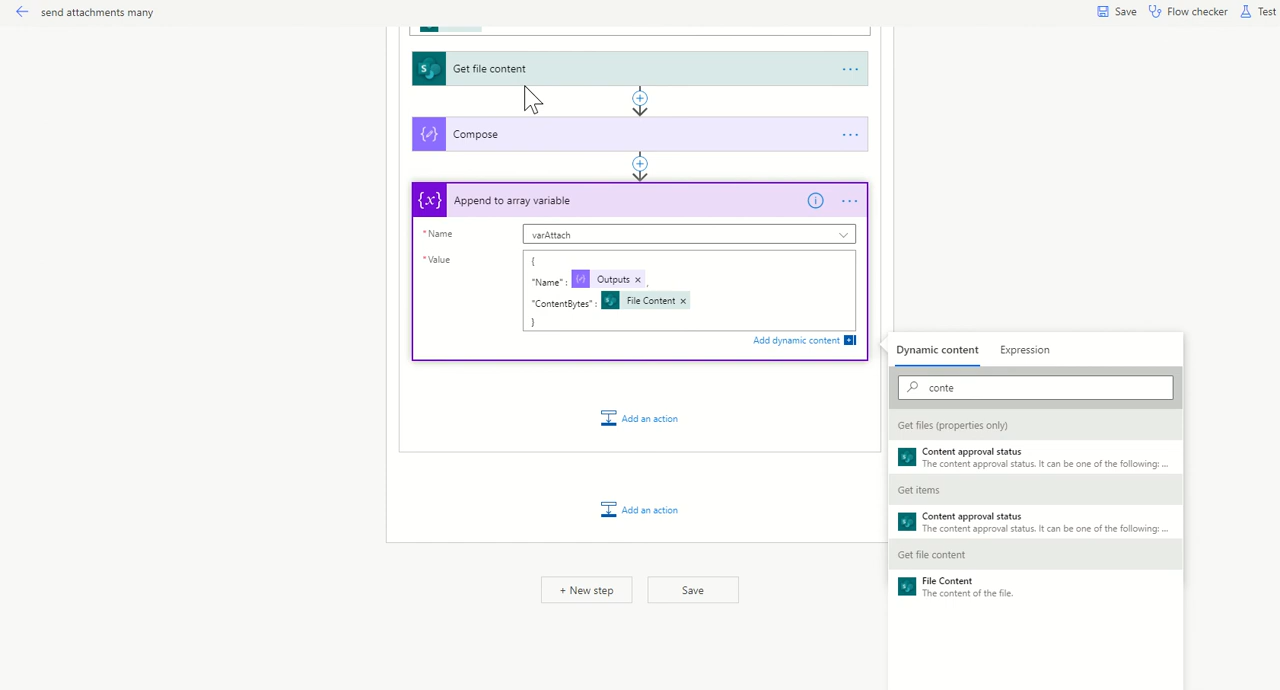 send attachments many
Save
Flow checker
Test
Get file content
Compose
Append to array variable
* Name
varAttach
* Value
{
"Name" : Outputs ,
"ContentBytes" : File Content
}
Add dynamic content
Add an action
Add an action
+ New step
Save
Dynamic content
Expression
conte
Get files (properties only)
Content approval status
The content approval status. It can be one of the following: ...
Get items
Content approval status
The content approval status. It can be one of the following: ...
Get file content
File Content
The content of the file.